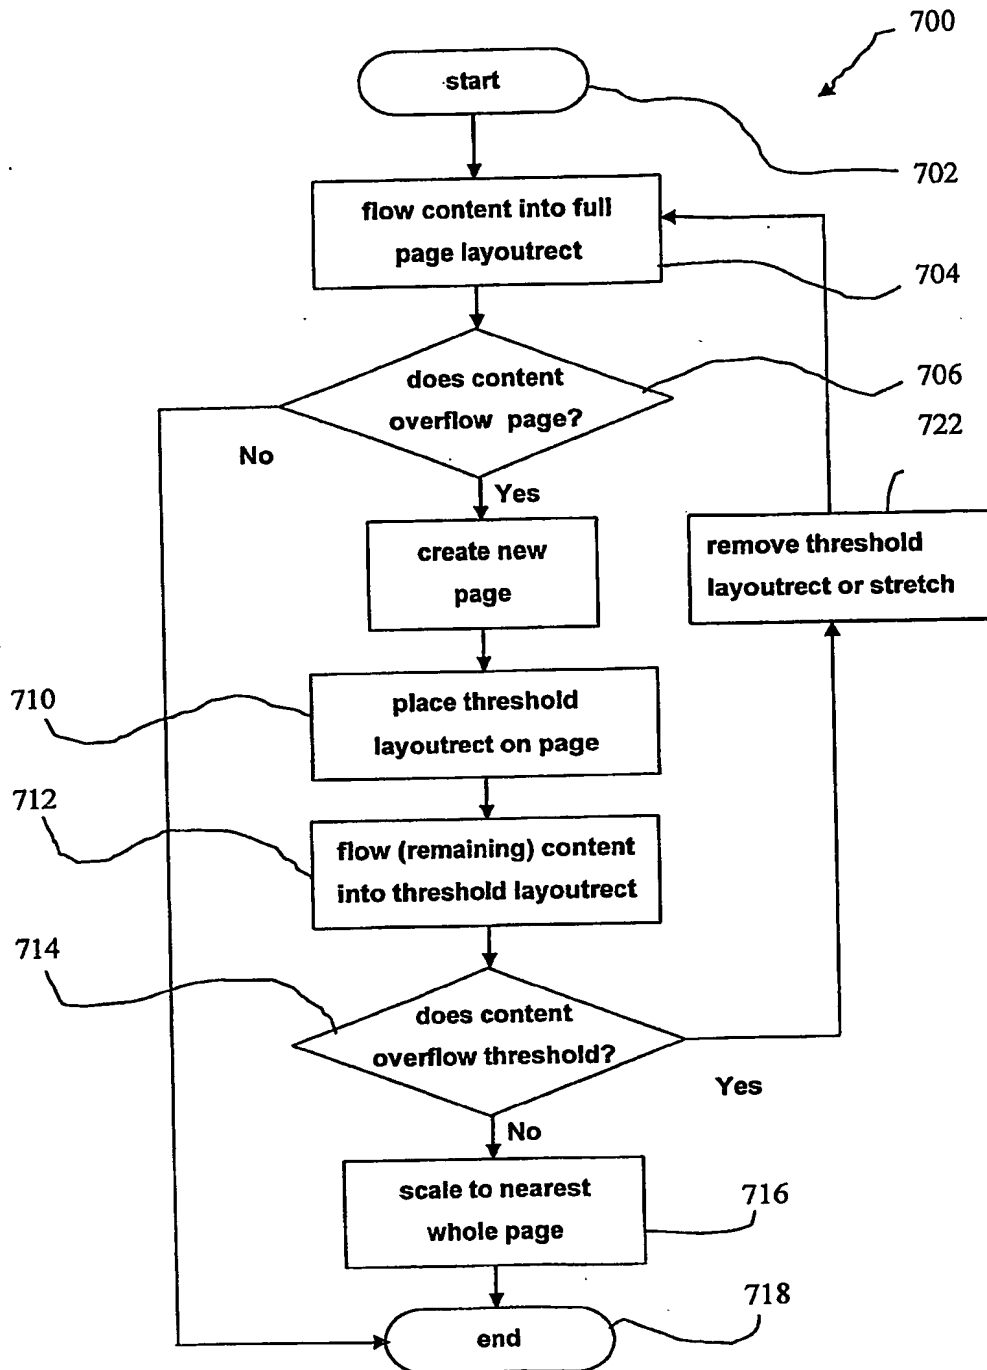 700
start
702
flow content into full
page layoutrect
704
does content
overflow page?
706
722
No
Yes
create new
page
remove threshold
layoutrect or stretch
710
place threshold
layoutrect on page
712
flow (remaining) content
into threshold layoutrect
714
does content
overflow threshold?
Yes
No
scale to nearest
whole page
716
end
718